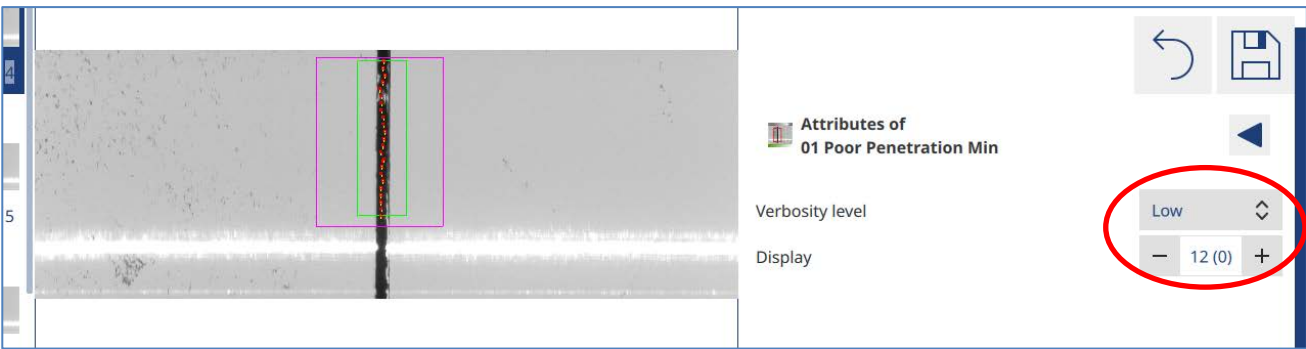 4
5
Attributes of
01 Poor Penetration Min
Verbosity level
Low
Display
12 (0)